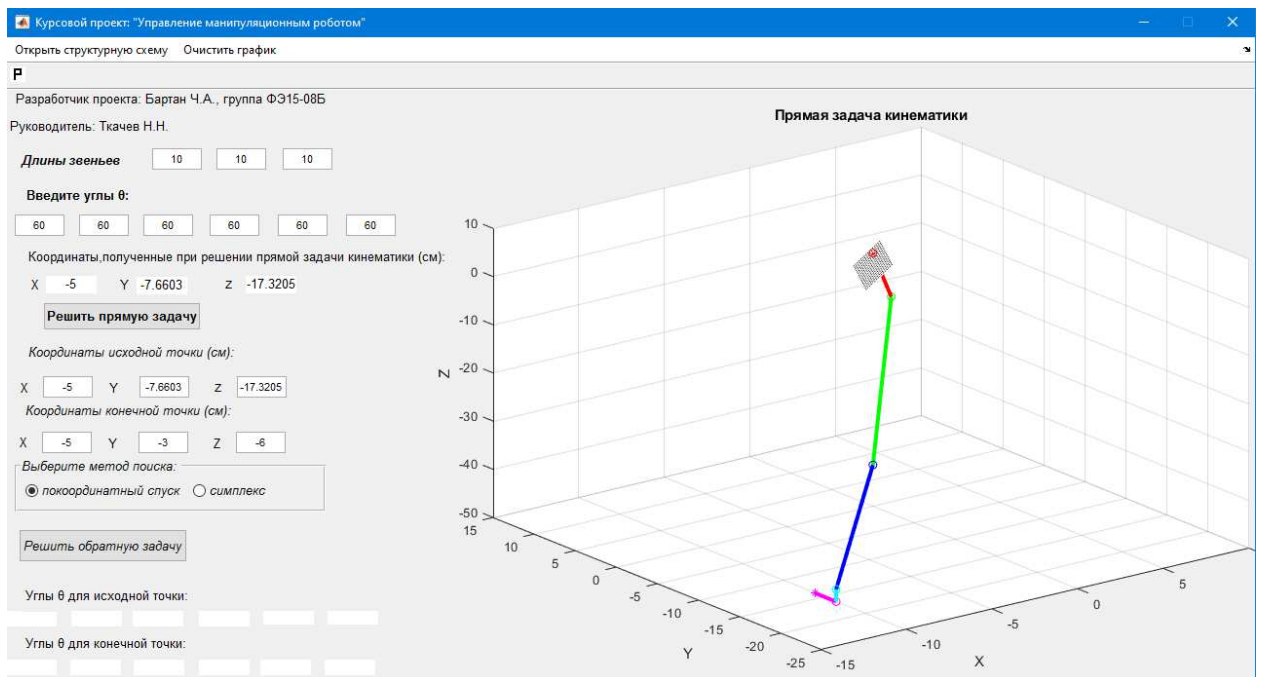 Курсовой проект: "Управление манипуляционным роботом"
Открыть структурную схему Очистить график
P
Разработчик проекта: Бартан Ч.А., группа ФЭ15-08Б
Руководитель: Ткачев Н.Н.
Длины звеньев 10 10 10
Введите углы θ:
60 60 60 60 60 60
Координаты,полученные при решении прямой задачи кинематики (см):
X -5 Y -7.6603 Z -17.3205
Решить прямую задачу
Координаты исходной точки (см):
X -5 Y -7.6603 Z -17.3205
Координаты конечной точки (см):
X -5 Y -3 Z -6
Выберите метод поиска:
покоординатный спуск симплекс
Решить обратную задачу
Углы θ для исходной точки:
Углы θ для конечной точки:
Прямая задача кинематики
10
0
-10
-20
-30
-40
-50
Z
15
10
5
0
-5
-10
-15
-20
-25
Y
-15
-10
-5
0
5
X